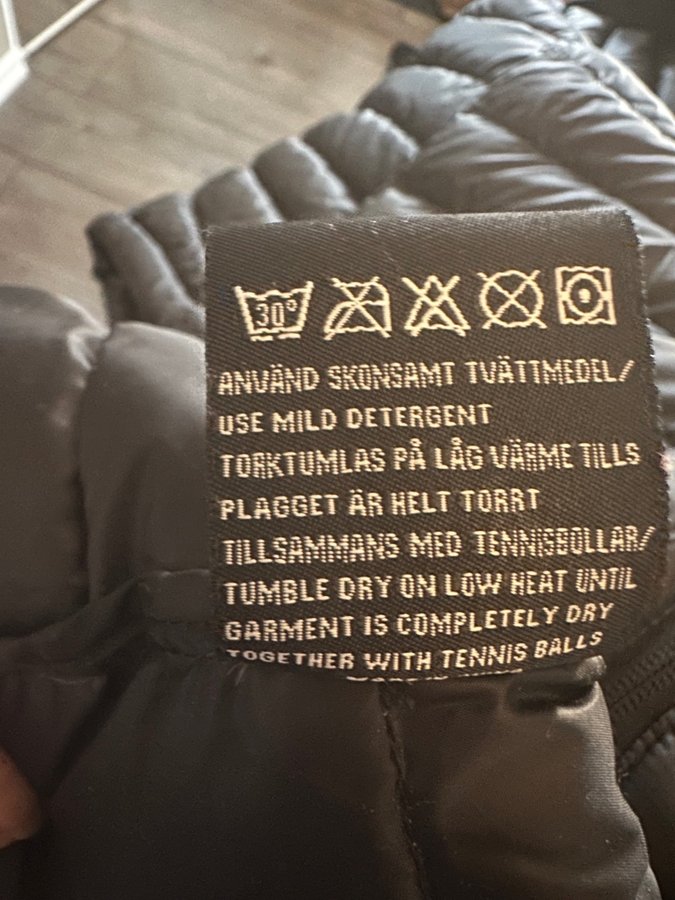 30°
ANVÄND SKONSAMT TVÄTTMEDEL/
USE MILD DETERGENT
TORKTUMLAS PÅ LÅG VÄRME TILLS
PLAGGET ÄR HELT TORRT
TILLSAMMANS MED TENNISBOLLAR/
TUMBLE DRY ON LOW HEAT UNTIL
GARMENT IS COMPLETELY DRY
TOGETHER WITH TENNIS BALLS